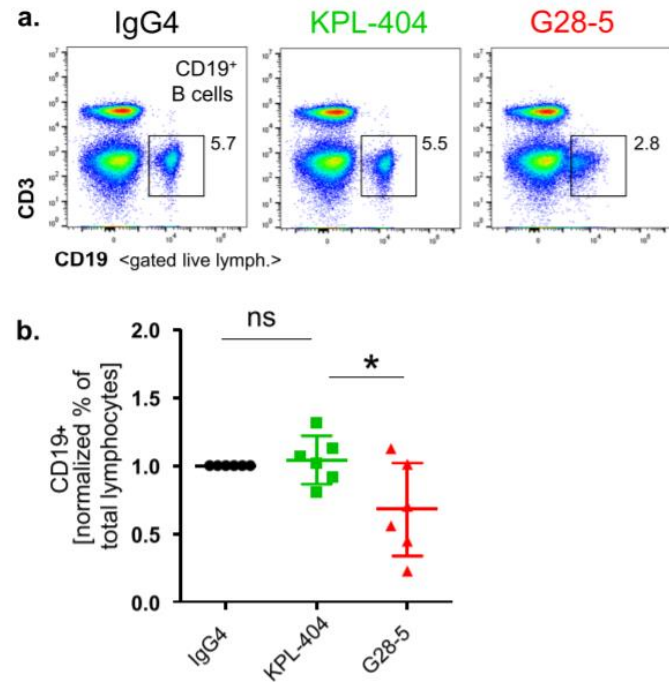 a.
IgG4
KPL-404
G28-5
CD19⁺
B cells
5.7
5.5
2.8
CD3
CD19 <gated live lymph.>
b.
ns
*
2.0
1.5
1.0
0.5
0.0
CD19+
[normalized % of
total lymphocytes]
IgG4
KPL-404
G28-5